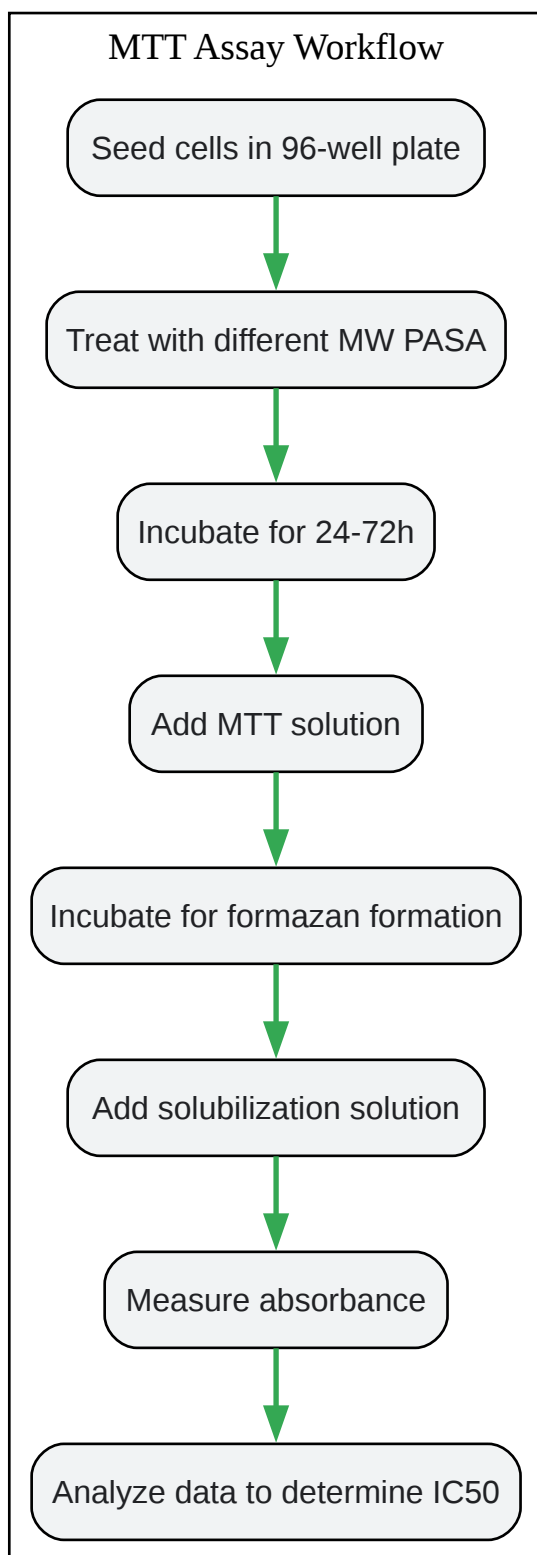 MTT Assay Workflow
Seed cells in 96-well plate
Treat with different MW PASA
Incubate for 24-72h
Add MTT solution
Incubate for formazan formation
Add solubilization solution
Measure absorbance
Analyze data to determine IC50